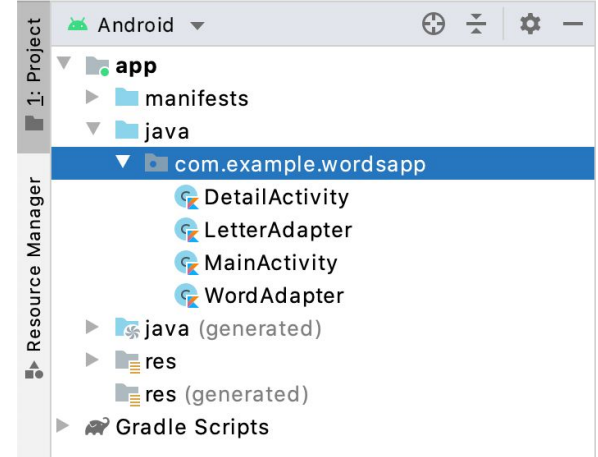 1: Project
Resource Manager
Android
app
manifests
java
com.example.wordsapp
DetailActivity
LetterAdapter
MainActivity
WordAdapter
java (generated)
res
res (generated)
Gradle Scripts